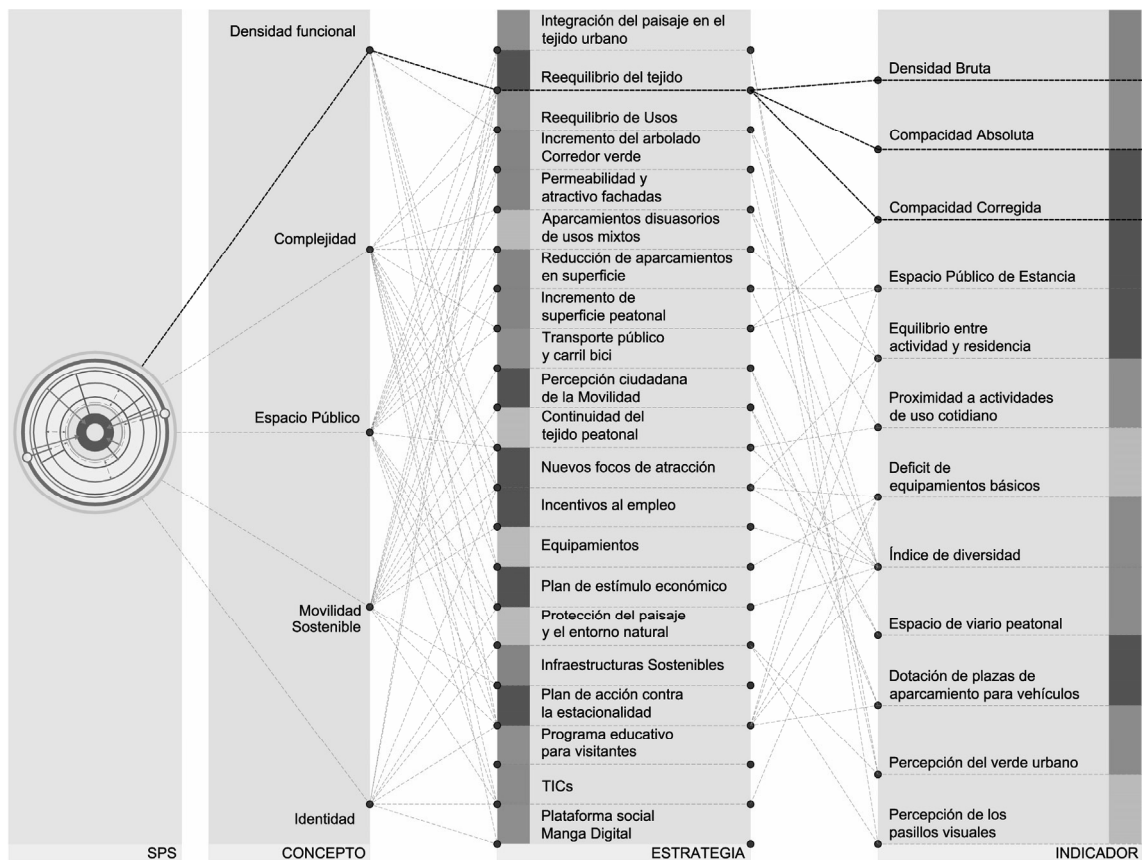 Densidad funcional
Complejidad
Espacio Público
Movilidad
Sostenible
Identidad
Integración del paisaje en el
tejido urbano
Reequilibrio del tejido
Reequilibrio de Usos
Incremento del arbolado
Corredor verde
Permeabilidad y
atractivo fachadas
Aparcamientos disuasorios
de usos mixtos
Reducción de aparcamientos
en superficie
Incremento de
superficie peatonal
Transporte público
y carril bici
Percepción ciudadana
de la Movilidad
Continuidad del
tejido peatonal
Nuevos focos de atracción
Incentivos al empleo
Equipamientos
Plan de estímulo económico
Protección del paisaje
y el entorno natural
Infraestructuras Sostenibles
Plan de acción contra
la estacionalidad
Programa educativo
para visitantes
TICs
Plataforma social
Manga Digital
Densidad Bruta
Compacidad Absoluta
Compacidad Corregida
Espacio Público de Estancia
Equilibrio entre
actividad y residencia
Proximidad a actividades
de uso cotidiano
Deficit de
equipamientos básicos
Índice de diversidad
Espacio de viario peatonal
Dotación de plazas de
aparcamiento para vehículos
Percepción del verde urbano
Percepción de los
pasillos visuales
SPS
CONCEPTO
ESTRATEGIA
INDICADOR